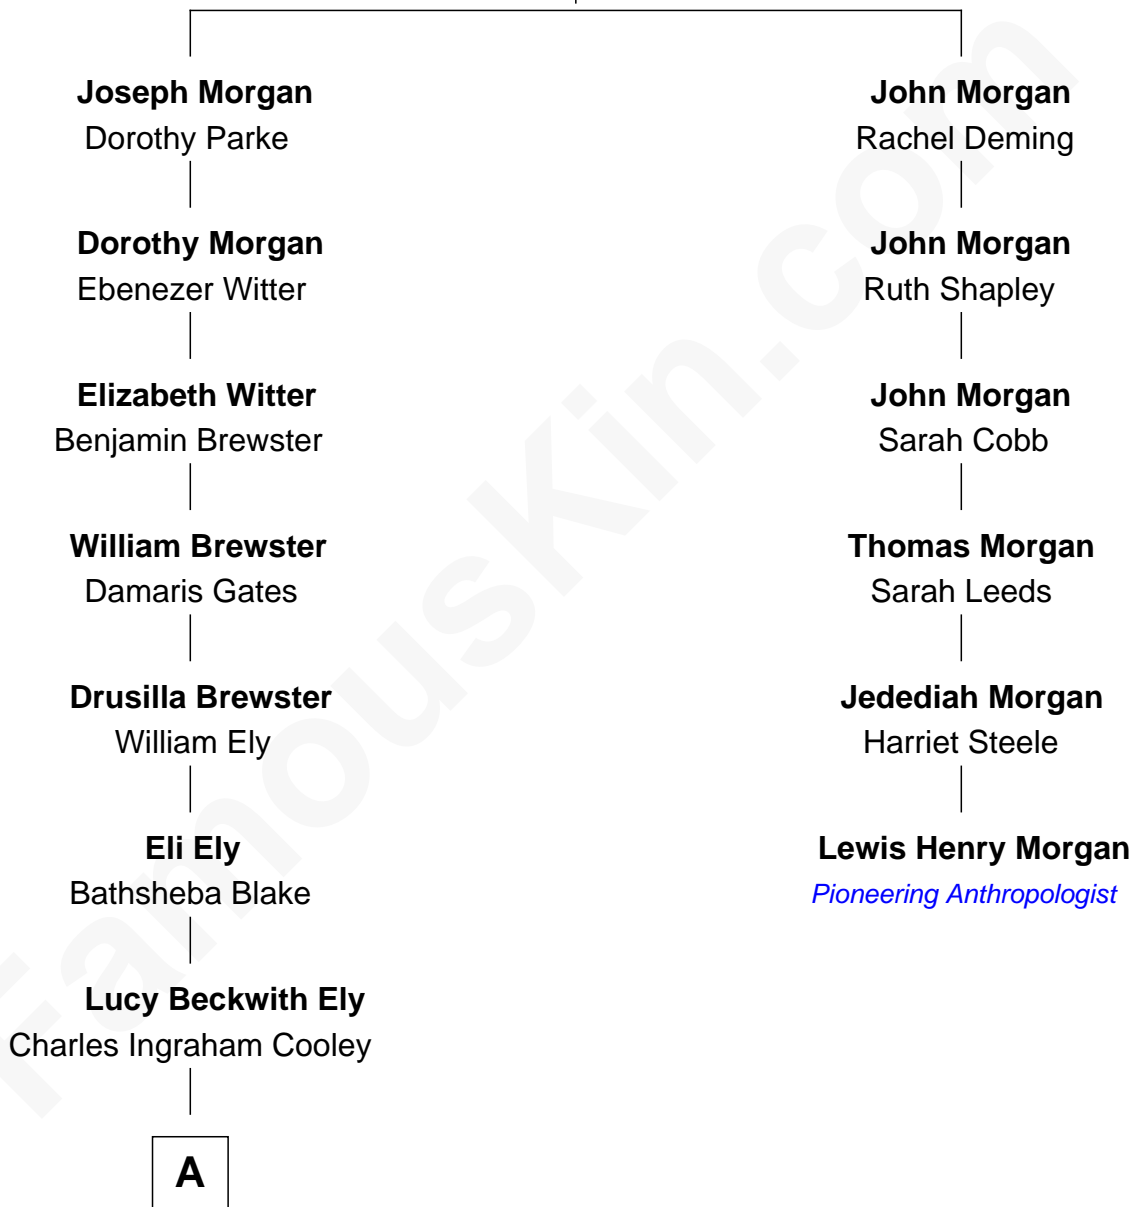 Joseph Morgan
Dorothy Parke
Dorothy Morgan
Ebenezer Witter
Elizabeth Witter
Benjamin Brewster
William Brewster
Damaris Gates
Drusilla Brewster
William Ely
Eli Ely
Bathsheba Blake
Lucy Beckwith Ely
Charles Ingraham Cooley
A
John Morgan
Rachel Deming
John Morgan
Ruth Shapley
John Morgan
Sarah Cobb
Thomas Morgan
Sarah Leeds
Jedediah Morgan
Harriet Steele
Lewis Henry Morgan
Pioneering Anthropologist
FamousKin.com